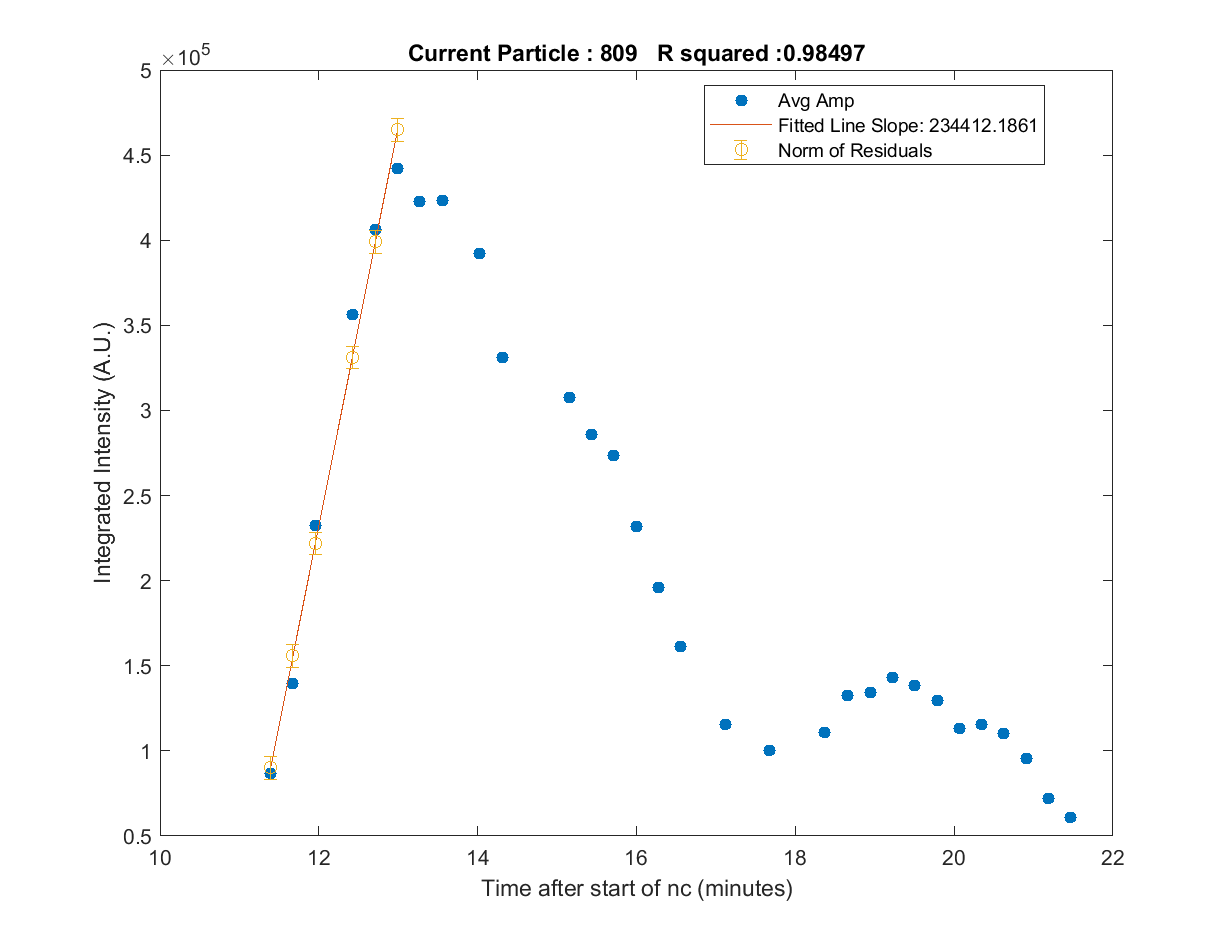 Current Particle : 809   R squared :0.98497
×10^5
Avg Amp
Fitted Line Slope: 234412.1861
Norm of Residuals
5
4.5
4
3.5
3
2.5
2
1.5
1
0.5
Integrated Intensity (A.U.)
10 12 14 16 18 20 22
Time after start of nc (minutes)